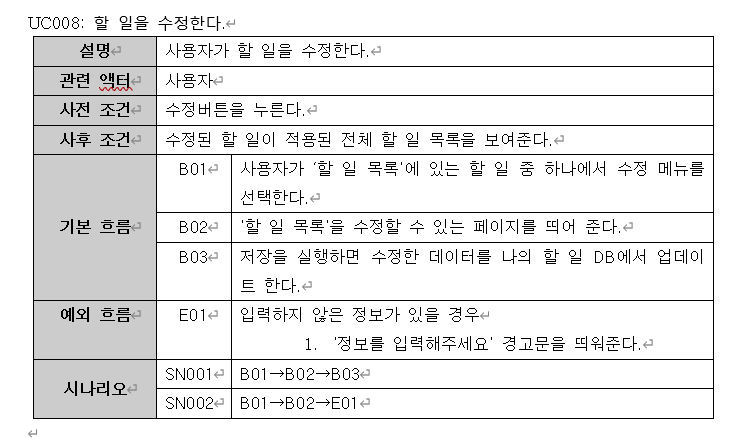 UC008: 할 일을 수정한다.↵
설명↵ 사용자가 할 일을 수정한다.↵
관련 액터↵ 사용자↵
사전 조건↵ 수정버튼을 누른다.↵
사후 조건↵ 수정된 할 일이 적용된 전체 할 일 목록을 보여준다.↵
기본 흐름↵
B01↵ 사용자가 '할 일 목록'에 있는 할 일 중 하나에서 수정 메뉴를
선택한다.↵
B02↵ '할 일 목록'을 수정할 수 있는 페이지를 띄어 준다.↵
B03↵ 저장을 실행하면 수정한 데이터를 나의 할 일 DB에서 업데이
트 한다.↵
예외 흐름↵ E01↵ 입력하지 않은 정보가 있을 경우↵
1. '정보를 입력해주세요' 경고문을 띄워준다.↵
시나리오↵
SN001↵ B01→B02→B03↵
SN002↵ B01→B02→E01↵
↵